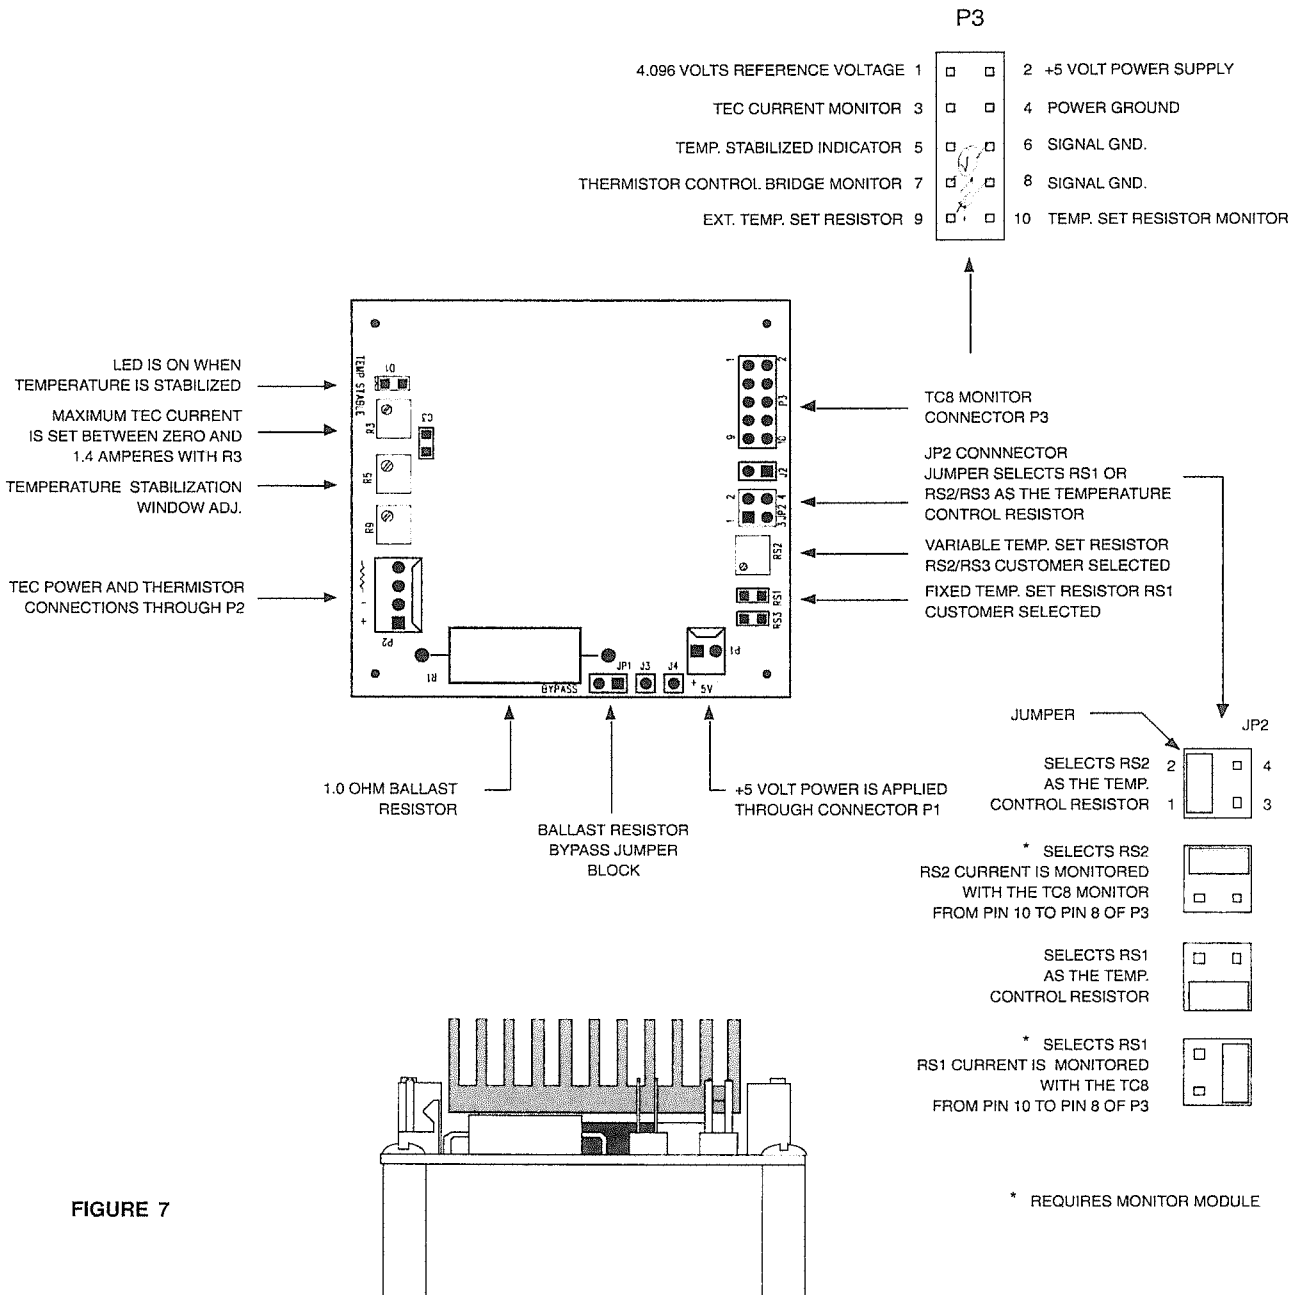 P3
4.096 VOLTS REFERENCE VOLTAGE 1
2 +5 VOLT POWER SUPPLY
TEC CURRENT MONITOR 3
4 POWER GROUND
TEMP. STABILIZED INDICATOR 5
6 SIGNAL GND.
THERMISTOR CONTROL BRIDGE MONITOR 7
8 SIGNAL GND.
EXT. TEMP. SET RESISTOR 9
10 TEMP. SET RESISTOR MONITOR
LED IS ON WHEN
TEMPERATURE IS STABILIZED
MAXIMUM TEC CURRENT
IS SET BETWEEN ZERO AND
1.4 AMPERES WITH R3
TEMPERATURE STABILIZATION
WINDOW ADJ.
TEC POWER AND THERMISTOR
CONNECTIONS THROUGH P2
TEMP STABLE
D1
R3
C3
R5
R9
- +
P2
R1
BYPASS
JP1
J3
J4
+ 5V
P1
1 2
P3
9 10
J2
2 4
1 3
JP2
RS2
RS1
RS3
TC8 MONITOR
CONNECTOR P3
JP2 CONNNECTOR
JUMPER SELECTS RS1 OR
RS2/RS3 AS THE TEMPERATURE
CONTROL RESISTOR
VARIABLE TEMP. SET RESISTOR
RS2/RS3 CUSTOMER SELECTED
FIXED TEMP. SET RESISTOR RS1
CUSTOMER SELECTED
1.0 OHM BALLAST
RESISTOR
BALLAST RESISTOR
BYPASS JUMPER
BLOCK
+5 VOLT POWER IS APPLIED
THROUGH CONNECTOR P1
JUMPER
JP2
SELECTS RS2
AS THE TEMP.
CONTROL RESISTOR
2 4
1 3
* SELECTS RS2
RS2 CURRENT IS MONITORED
WITH THE TC8 MONITOR
FROM PIN 10 TO PIN 8 OF P3
SELECTS RS1
AS THE TEMP.
CONTROL RESISTOR
* SELECTS RS1
RS1 CURRENT IS MONITORED
WITH THE TC8
FROM PIN 10 TO PIN 8 OF P3
FIGURE 7
* REQUIRES MONITOR MODULE